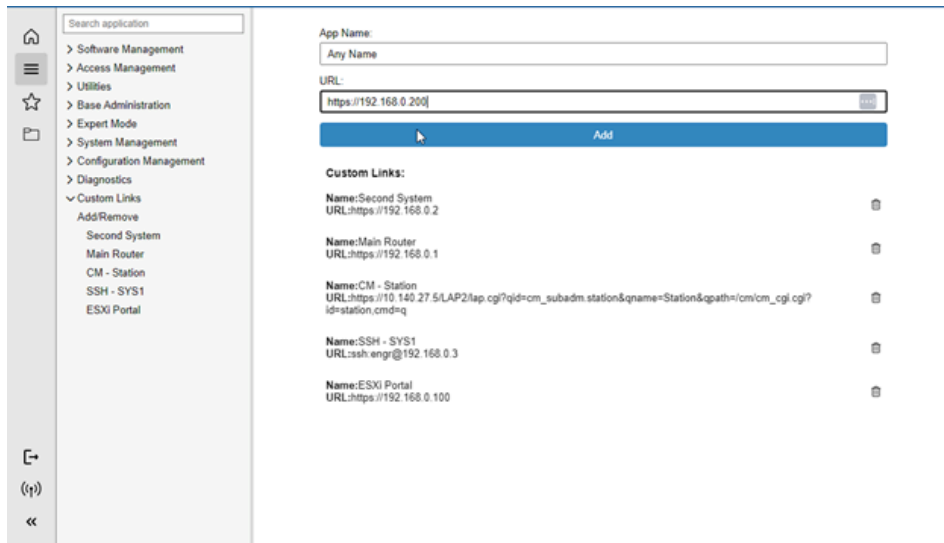 Search application
Software Management
Access Management
Utilities
Base Administration
Expert Mode
System Management
Configuration Management
Diagnostics
Custom Links
Add/Remove
Second System
Main Router
CM - Station
SSH - SYS1
ESXi Portal
App Name:
Any Name
URL:
https://192.168.0.200
Add
Custom Links:
Name:Second System
URL:https://192.168.0.2
Name:Main Router
URL:https://192.168.0.1
Name:CM - Station
URL:https://10.140.27.5/LAP2/lap.cgi?qid=cm_subadm.station&qname=Station&qpath=/cm/cm_cgi.cgi?
id=station,cmd=q
Name:SSH - SYS1
URL:ssh:engr@192.168.0.3
Name:ESXi Portal
URL:https://192.168.0.100